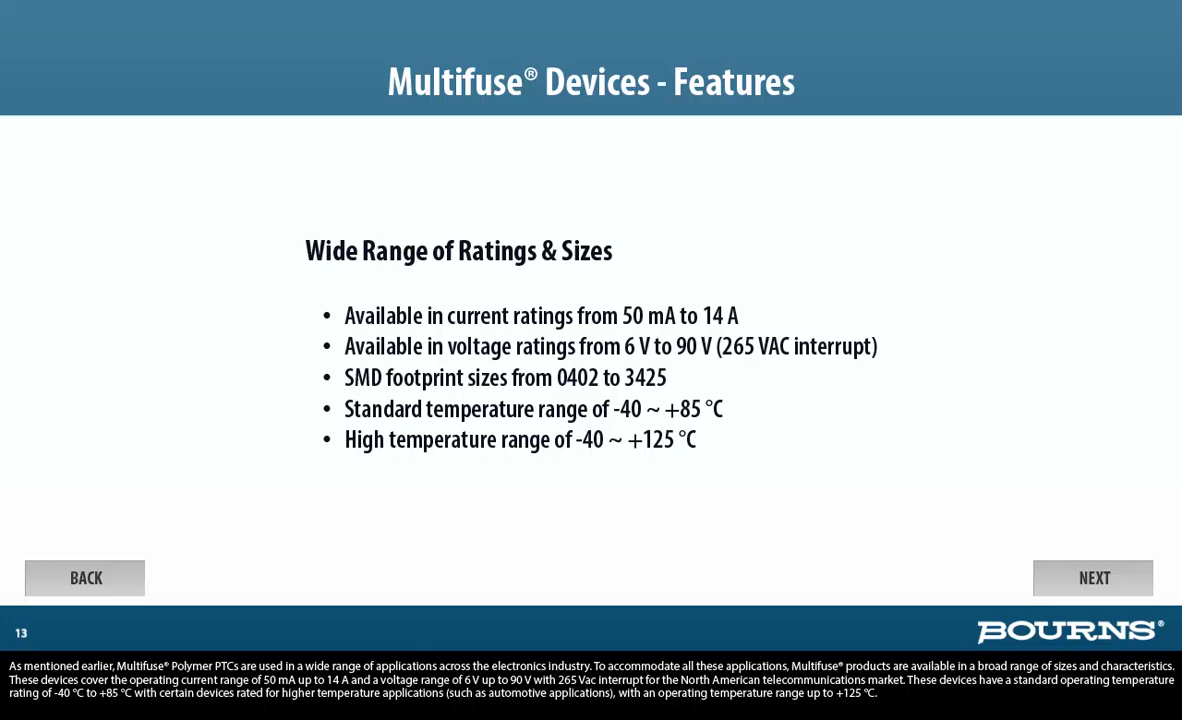 Multifuse® Devices - Features
Wide Range of Ratings & Sizes
• Available in current ratings from 50 mA to 14 A
• Available in voltage ratings from 6 V to 90 V (265 VAC interrupt)
• SMD footprint sizes from 0402 to 3425
• Standard temperature range of -40 ~ +85 °C
• High temperature range of -40 ~ +125 °C
BACK
NEXT
13
BOURNS®
As mentioned earlier, Multifuse® Polymer PTCs are used in a wide range of applications across the electronics industry. To accommodate all these applications, Multifuse® products are available in a broad range of sizes and characteristics.
These devices cover the operating current range of 50 mA up to 14 A and a voltage range of 6 V up to 90 V with 265 Vac interrupt for the North American telecommunications market. These devices have a standard operating temperature
rating of -40 °C to +85 °C with certain devices rated for higher temperature applications (such as automotive applications), with an operating temperature range up to +125 °C.